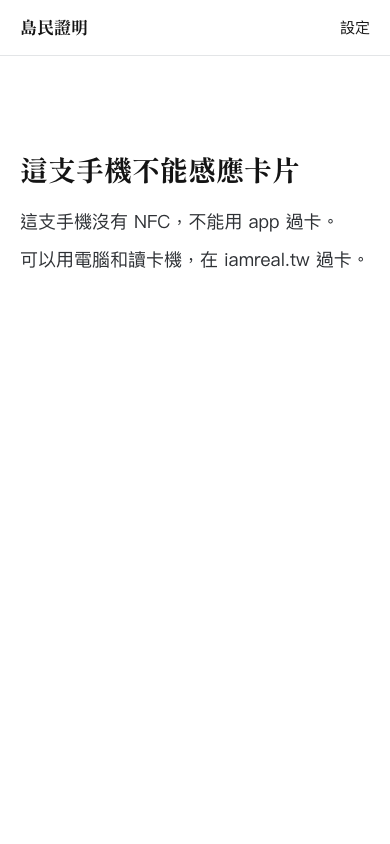 島民證明
設定
這支手機不能感應卡片
這支手機沒有 NFC，不能用 app 過卡。
可以用電腦和讀卡機，在 iamreal.tw 過卡。